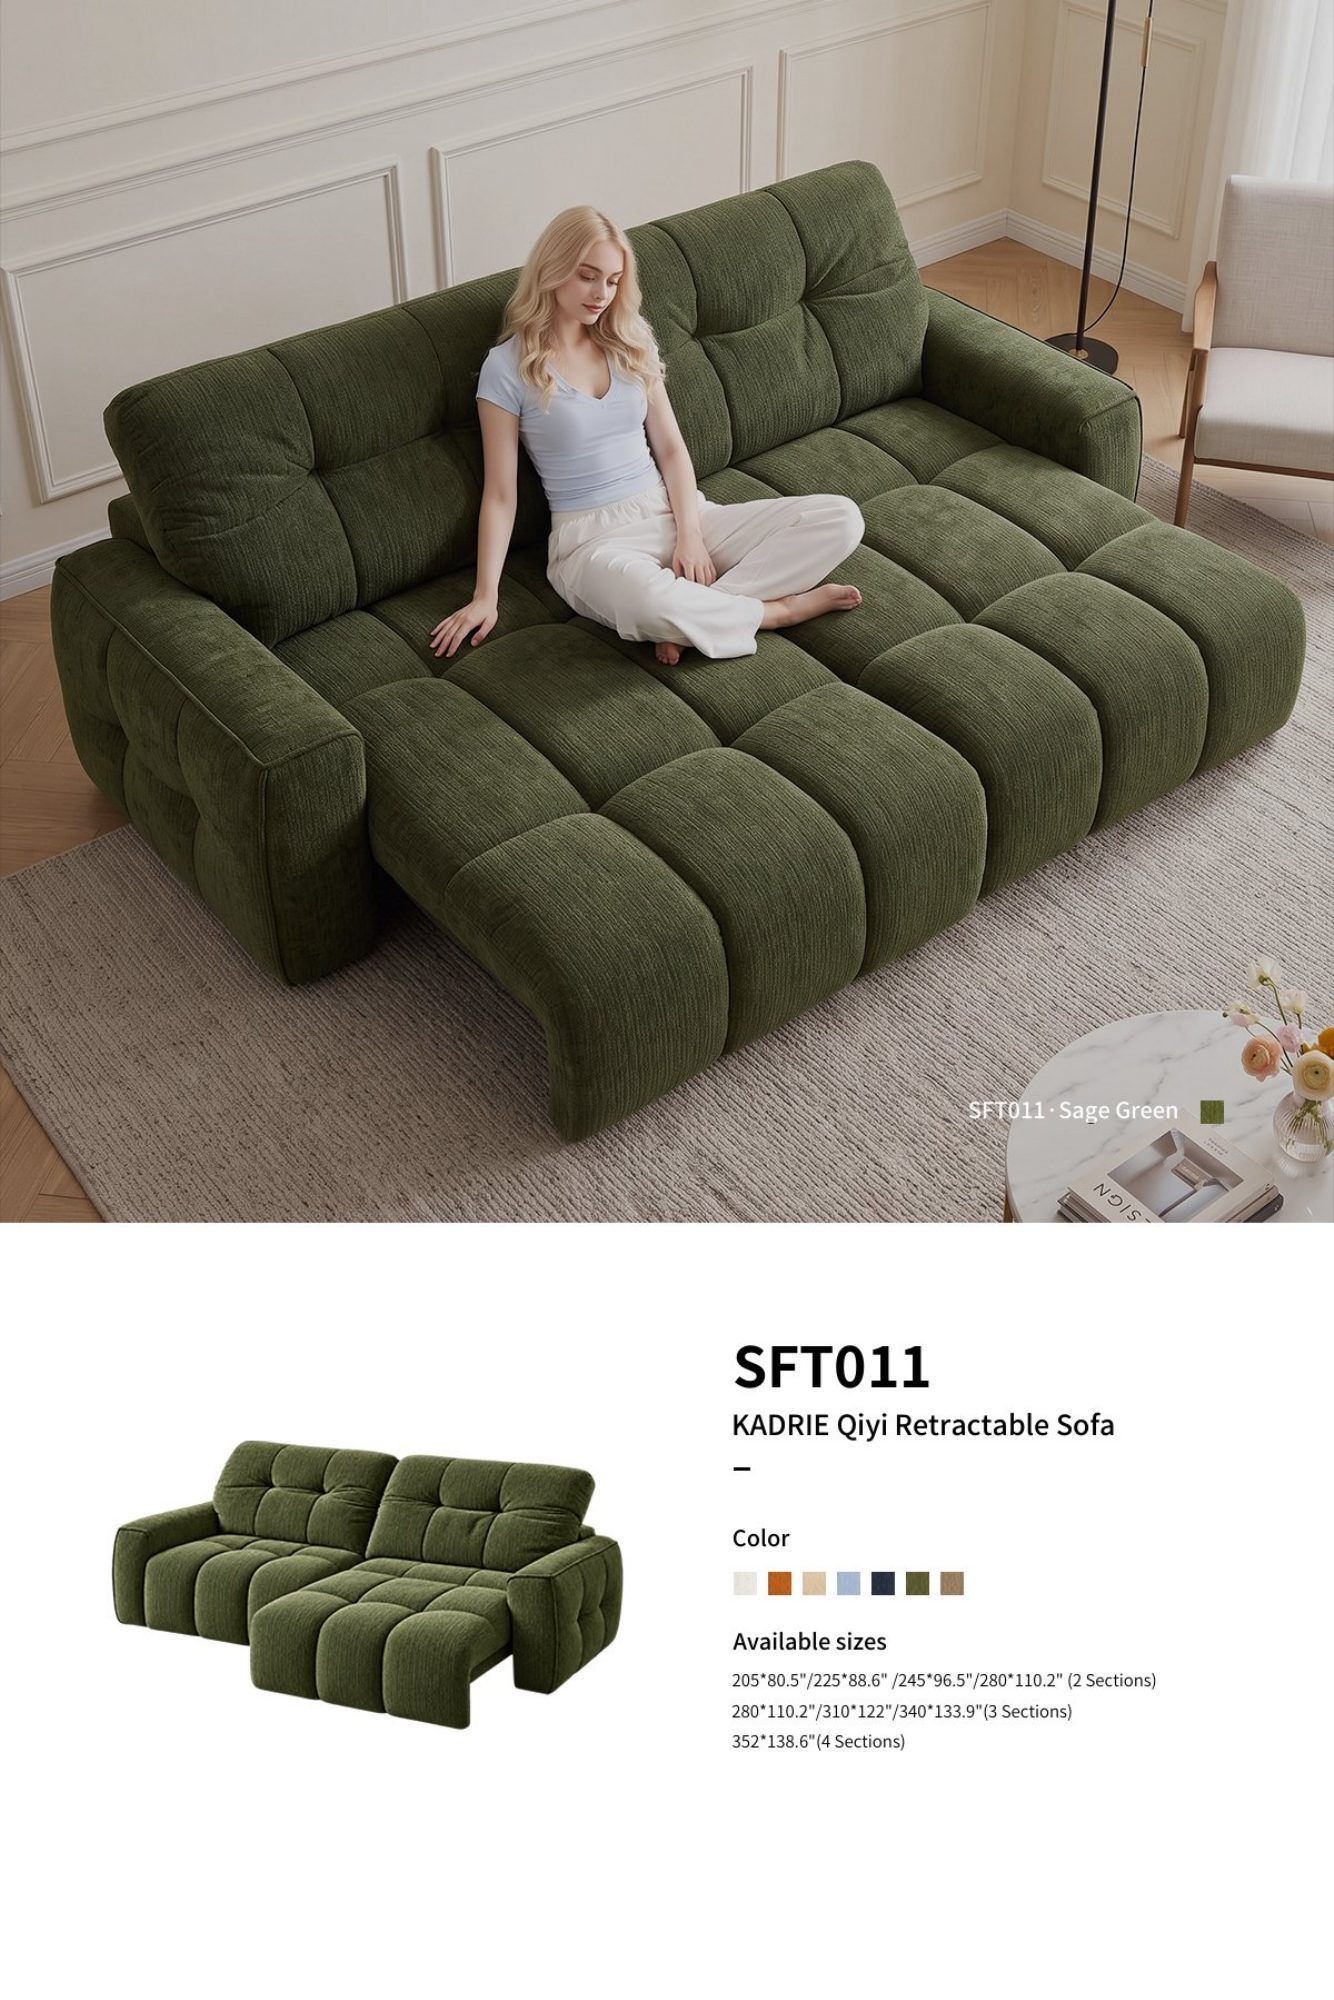 SFT011·Sage Green
DESIGN
SFT011
KADRIE Qiyi Retractable Sofa
–
Color
Available sizes
205*80.5"/225*88.6" /245*96.5"/280*110.2" (2 Sections)
280*110.2"/310*122"/340*133.9"(3 Sections)
352*138.6"(4 Sections)